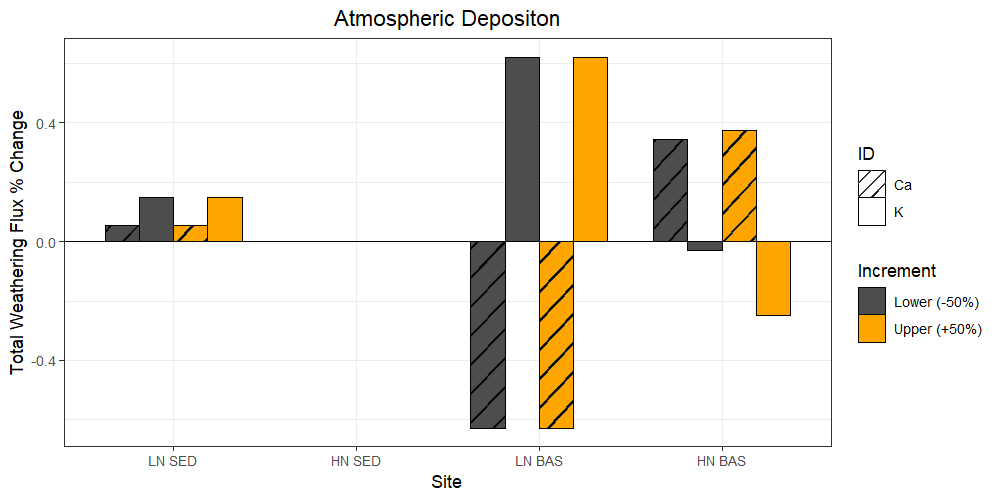 Atmospheric Depositon
Total Weathering Flux % Change
0.4
0.0
-0.4
LN SED
HN SED
LN BAS
HN BAS
Site
ID
Ca
K
Increment
Lower (-50%)
Upper (+50%)